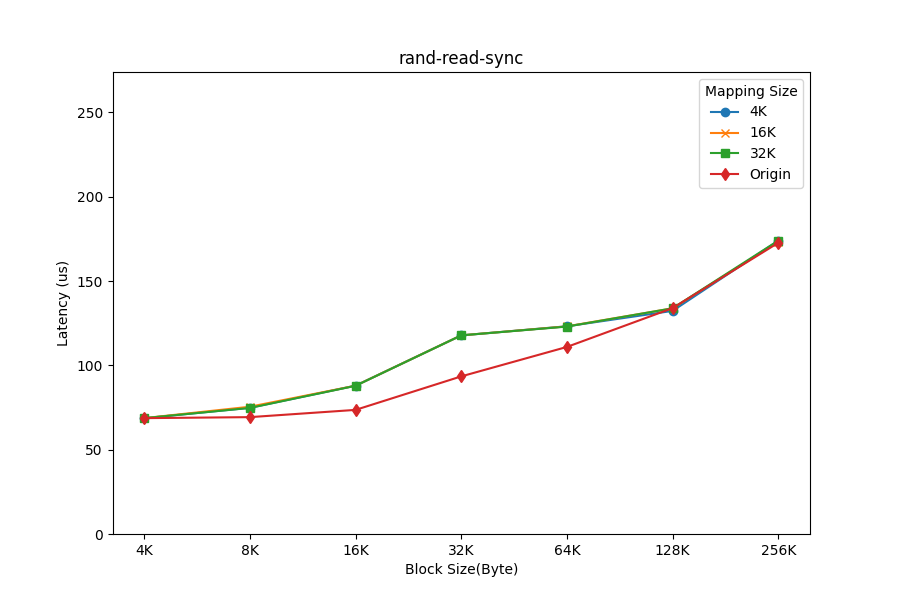 rand-read-sync
Mapping Size
4K
16K
32K
Origin
250
200
150
100
50
0
Latency (us)
4K 8K 16K 32K 64K 128K 256K
Block Size(Byte)